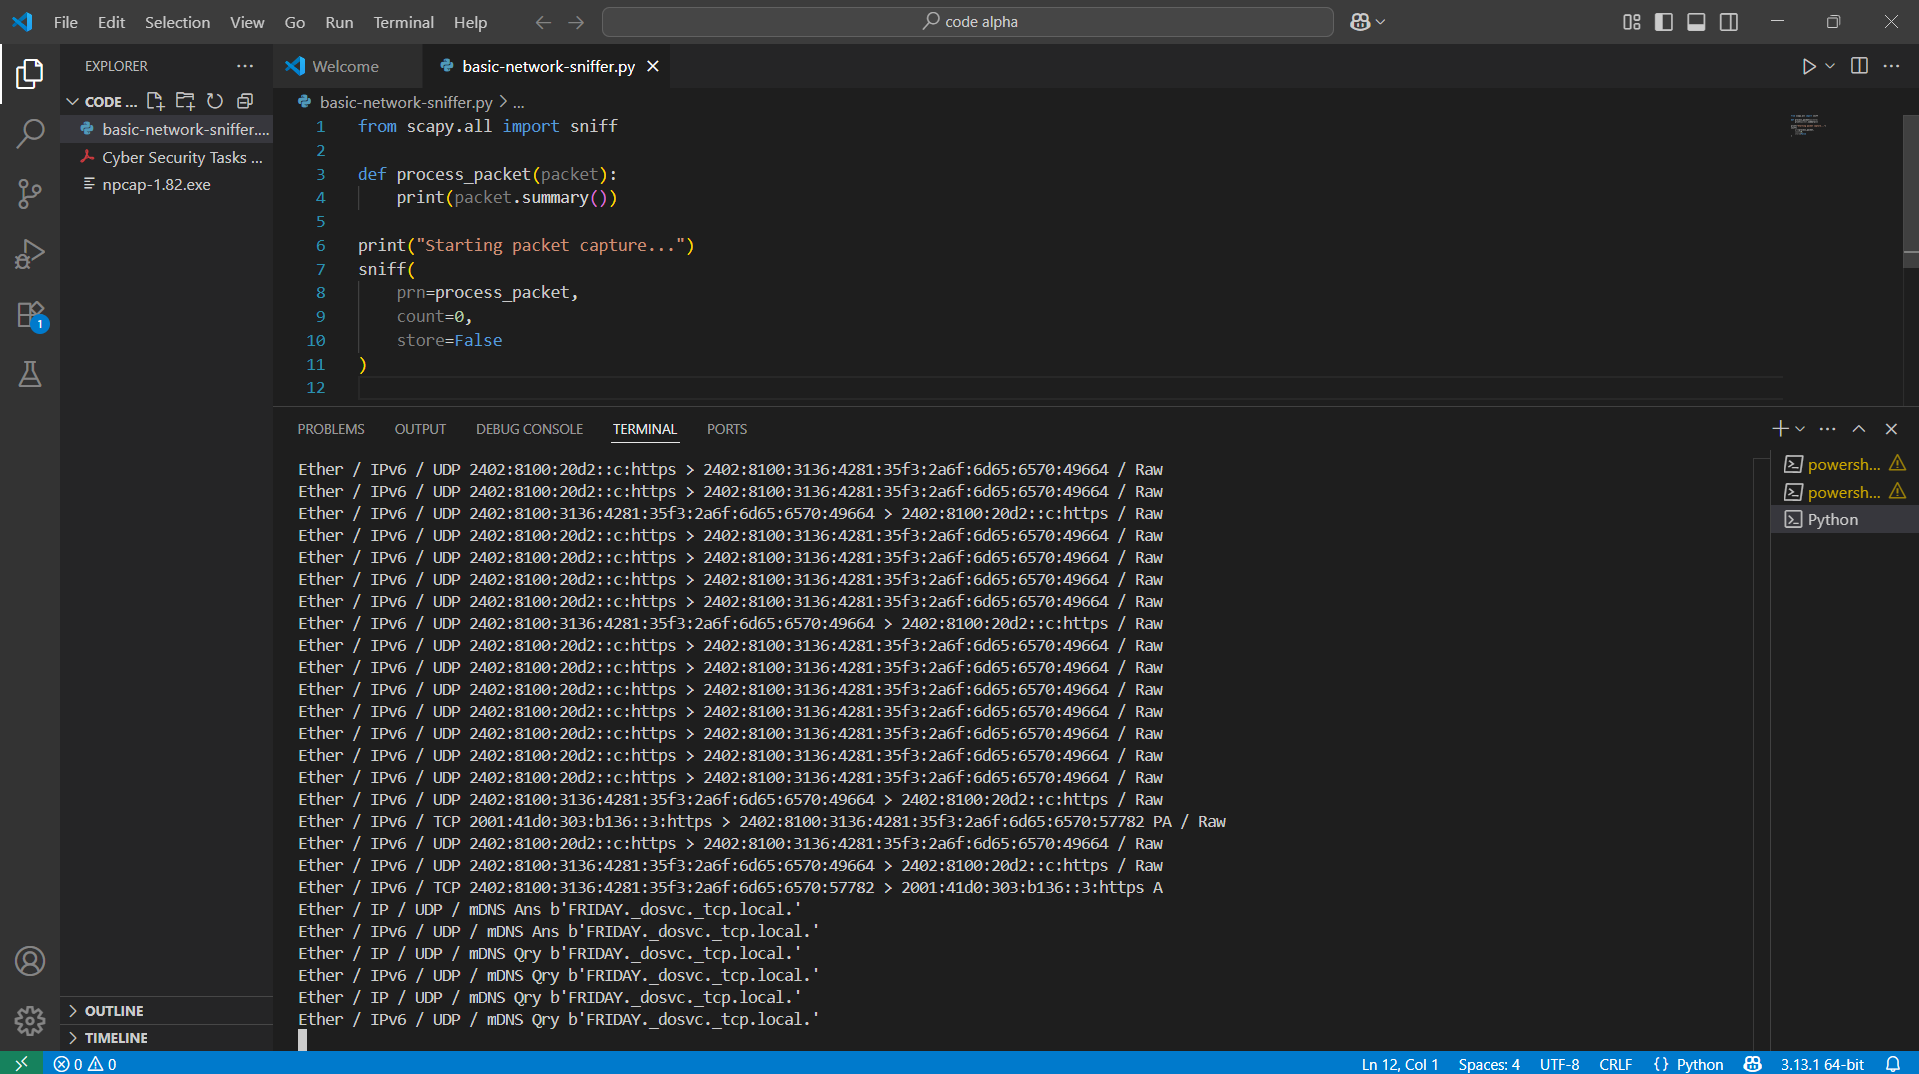 File Edit Selection View Go Run Terminal Help
code alpha
EXPLORER
CODE ...
basic-network-sniffer....
Cyber Security Tasks ...
npcap-1.82.exe
OUTLINE
TIMELINE
Welcome
basic-network-sniffer.py
basic-network-sniffer.py > ...
1 from scapy.all import sniff
2
3 def process_packet(packet):
4 print(packet.summary())
5
6 print("Starting packet capture...")
7 sniff(
8 prn=process_packet,
9 count=0,
10 store=False
11 )
12
PROBLEMS OUTPUT DEBUG CONSOLE TERMINAL PORTS
Ether / IPv6 / UDP 2402:8100:20d2::c:https > 2402:8100:3136:4281:35f3:2a6f:6d65:6570:49664 / Raw
Ether / IPv6 / UDP 2402:8100:20d2::c:https > 2402:8100:3136:4281:35f3:2a6f:6d65:6570:49664 / Raw
Ether / IPv6 / UDP 2402:8100:3136:4281:35f3:2a6f:6d65:6570:49664 > 2402:8100:20d2::c:https / Raw
Ether / IPv6 / UDP 2402:8100:20d2::c:https > 2402:8100:3136:4281:35f3:2a6f:6d65:6570:49664 / Raw
Ether / IPv6 / UDP 2402:8100:20d2::c:https > 2402:8100:3136:4281:35f3:2a6f:6d65:6570:49664 / Raw
Ether / IPv6 / UDP 2402:8100:20d2::c:https > 2402:8100:3136:4281:35f3:2a6f:6d65:6570:49664 / Raw
Ether / IPv6 / UDP 2402:8100:20d2::c:https > 2402:8100:3136:4281:35f3:2a6f:6d65:6570:49664 / Raw
Ether / IPv6 / UDP 2402:8100:3136:4281:35f3:2a6f:6d65:6570:49664 > 2402:8100:20d2::c:https / Raw
Ether / IPv6 / UDP 2402:8100:20d2::c:https > 2402:8100:3136:4281:35f3:2a6f:6d65:6570:49664 / Raw
Ether / IPv6 / UDP 2402:8100:20d2::c:https > 2402:8100:3136:4281:35f3:2a6f:6d65:6570:49664 / Raw
Ether / IPv6 / UDP 2402:8100:20d2::c:https > 2402:8100:3136:4281:35f3:2a6f:6d65:6570:49664 / Raw
Ether / IPv6 / UDP 2402:8100:20d2::c:https > 2402:8100:3136:4281:35f3:2a6f:6d65:6570:49664 / Raw
Ether / IPv6 / UDP 2402:8100:20d2::c:https > 2402:8100:3136:4281:35f3:2a6f:6d65:6570:49664 / Raw
Ether / IPv6 / UDP 2402:8100:20d2::c:https > 2402:8100:3136:4281:35f3:2a6f:6d65:6570:49664 / Raw
Ether / IPv6 / UDP 2402:8100:20d2::c:https > 2402:8100:3136:4281:35f3:2a6f:6d65:6570:49664 / Raw
Ether / IPv6 / UDP 2402:8100:3136:4281:35f3:2a6f:6d65:6570:49664 > 2402:8100:20d2::c:https / Raw
Ether / IPv6 / TCP 2001:41d0:303:b136::3:https > 2402:8100:3136:4281:35f3:2a6f:6d65:6570:57782 PA / Raw
Ether / IPv6 / UDP 2402:8100:20d2::c:https > 2402:8100:3136:4281:35f3:2a6f:6d65:6570:49664 / Raw
Ether / IPv6 / UDP 2402:8100:3136:4281:35f3:2a6f:6d65:6570:49664 > 2402:8100:20d2::c:https / Raw
Ether / IPv6 / TCP 2402:8100:3136:4281:35f3:2a6f:6d65:6570:57782 > 2001:41d0:303:b136::3:https A
Ether / IP / UDP / mDNS Ans b'FRIDAY._dosvc._tcp.local.'
Ether / IPv6 / UDP / mDNS Ans b'FRIDAY._dosvc._tcp.local.'
Ether / IP / UDP / mDNS Qry b'FRIDAY._dosvc._tcp.local.'
Ether / IPv6 / UDP / mDNS Qry b'FRIDAY._dosvc._tcp.local.'
Ether / IP / UDP / mDNS Qry b'FRIDAY._dosvc._tcp.local.'
Ether / IPv6 / UDP / mDNS Qry b'FRIDAY._dosvc._tcp.local.'
powersh...
powersh...
Python
1
0 0
Ln 12, Col 1 Spaces: 4 UTF-8 CRLF {} Python 3.13.1 64-bit